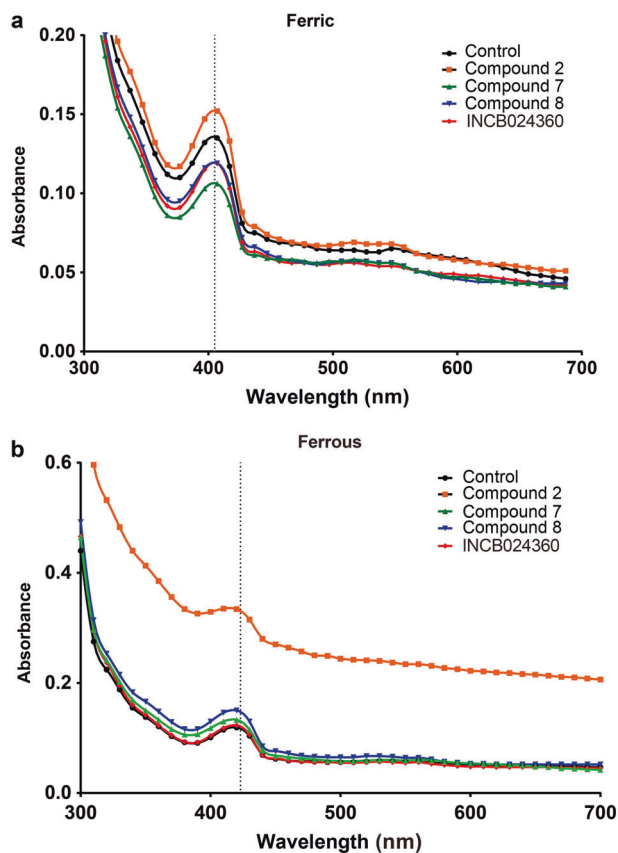 a
Ferric
0.20
0.15
0.10
0.05
0.00
Absorbance
Control
Compound 2
Compound 7
Compound 8
INCB024360
300
400
500
600
700
Wavelength (nm)
b
Ferrous
0.6
0.4
0.2
0.0
Absorbance
Control
Compound 2
Compound 7
Compound 8
INCB024360
300
400
500
600
700
Wavelength (nm)